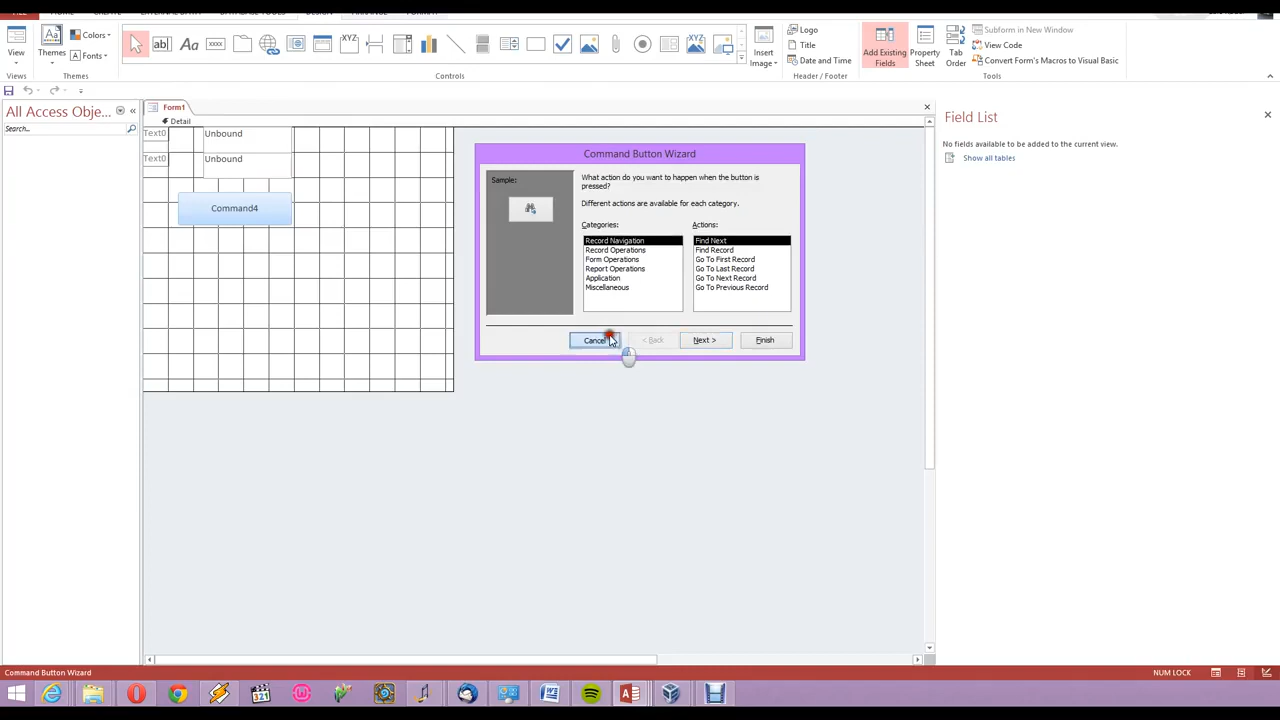 Colors
Logo
Title
Date and Time
Subform in New Window
View Code
Convert Form's Macros to Visual Basic
Fonts
View
Themes
Insert
Image
Add Existing
Fields
Property
Sheet
Tab
Order
Views
Themes
Controls
Header / Footer
Tools
All Access Obje...
Search...
Form1
Detail
Text0
Unbound
Text0
Unbound
Command4
Command Button Wizard
Sample:
What action do you want to happen when the button is
pressed?
Different actions are available for each category.
Categories:
Actions:
Record Navigation
Record Operations
Form Operations
Report Operations
Application
Miscellaneous
Find Next
Find Record
Go To First Record
Go To Last Record
Go To Next Record
Go To Previous Record
Cancel
< Back
Next >
Finish
Field List
No fields available to be added to the current view.
Show all tables
Command Button Wizard
NUM LOCK